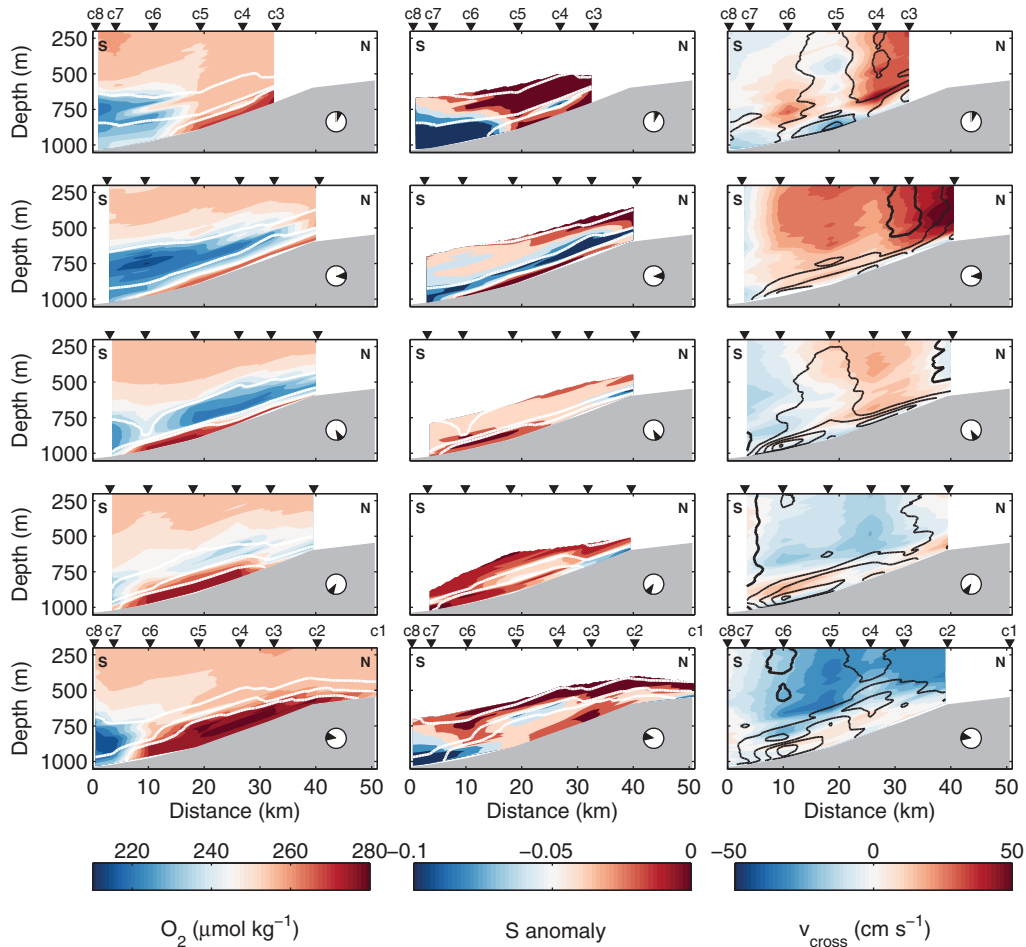 c8 c7 c6 c5 c4 c3
c8 c7 c6 c5 c4 c3
c8 c7 c6 c5 c4 c3
Depth (m)
250
500
750
1000
S N
S N
S N
Depth (m)
250
500
750
1000
S N
S N
S N
Depth (m)
250
500
750
1000
S N
S N
S N
Depth (m)
250
500
750
1000
S N
S N
S N
c8 c7 c6 c5 c4 c3 c2
c8 c7 c6 c5 c4 c3 c2 c1
c8 c7 c6 c5 c4 c3 c2 c1
Depth (m)
250
500
750
1000
S N
S N
S N
0 10 20 30 40 50
0 10 20 30 40 50
0 10 20 30 40 50
Distance (km)
Distance (km)
Distance (km)
220 240 260 280
−0.1 −0.05 0
−50 0 50
O₂ (μmol kg⁻¹)
S anomaly
v_cross (cm s⁻¹)